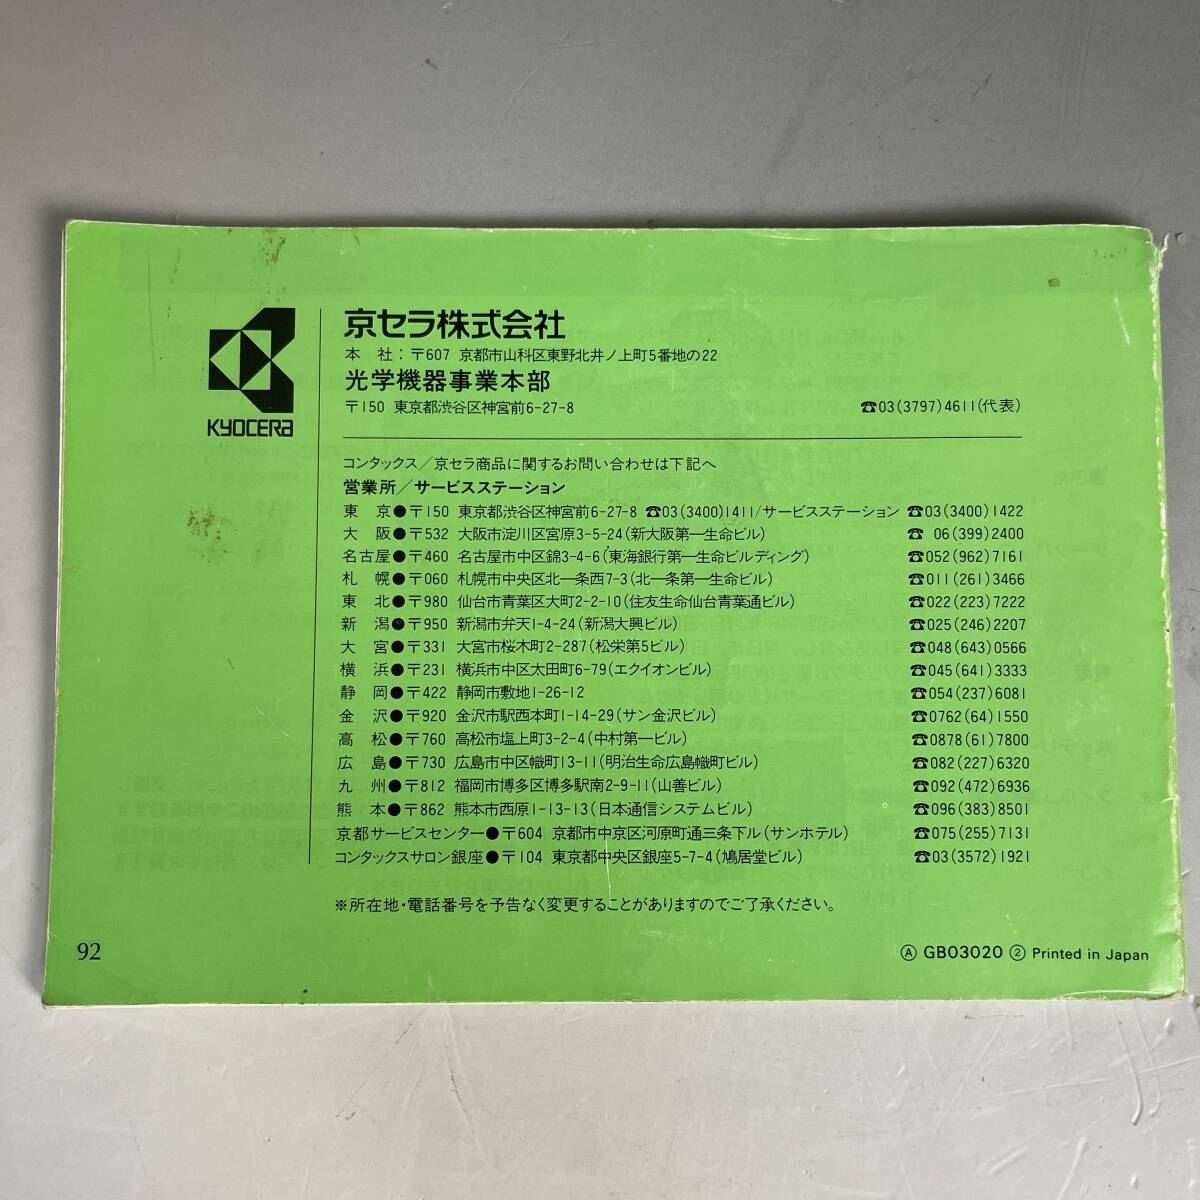 KYOCERA
京セラ株式会社
本 社：〒607 京都市山科区東野北井ノ上町5番地の22
光学機器事業本部
〒150 東京都渋谷区神宮前6-27-8 ☎03(3797)4611(代表)
コンタックス/京セラ商品に関するお問い合わせは下記へ
営業所/サービスステーション
東 京●〒150 東京都渋谷区神宮前6-27-8 ☎03(3400)1411/サービスステーション ☎03(3400)1422
大 阪●〒532 大阪市淀川区宮原3-5-24(新大阪第一生命ビル) ☎ 06(399)2400
名古屋●〒460 名古屋市中区錦3-4-6(東海銀行第一生命ビルディング) ☎052(962)7161
札 幌●〒060 札幌市中央区北一条西7-3(北一条第一生命ビル) ☎011(261)3466
東 北●〒980 仙台市青葉区大町2-2-10(住友生命仙台青葉通ビル) ☎022(223)7222
新 潟●〒950 新潟市弁天1-4-24(新潟大興ビル) ☎025(246)2207
大 宮●〒331 大宮市桜木町2-287(松栄第5ビル) ☎048(643)0566
横 浜●〒231 横浜市中区太田町6-79(エクイオンビル) ☎045(641)3333
静 岡●〒422 静岡市敷地1-26-12 ☎054(237)6081
金 沢●〒920 金沢市駅西本町1-14-29(サン金沢ビル) ☎0762(64)1550
高 松●〒760 高松市塩上町3-2-4(中村第一ビル) ☎0878(61)7800
広 島●〒730 広島市中区幟町13-11(明治生命広島幟町ビル) ☎082(227)6320
九 州●〒812 福岡市博多区博多駅南2-9-11(山善ビル) ☎092(472)6936
熊 本●〒862 熊本市西原1-13-13(日本通信システムビル) ☎096(383)8501
京都サービスセンター●〒604 京都市中京区河原町通三条下ル(サンホテル) ☎075(255)7131
コンタックスサロン銀座●〒104 東京都中央区銀座5-7-4(鳩居堂ビル) ☎03(3572)1921
※所在地・電話番号を予告なく変更することがありますのでご了承ください。
92
Ⓐ GB03020 ② Printed in Japan